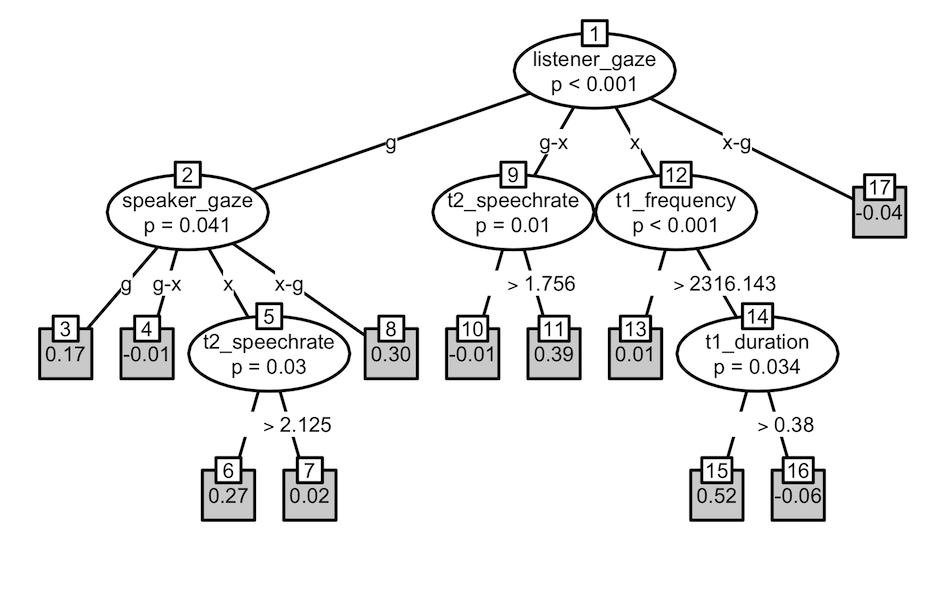 1
listener_gaze
p < 0.001
g
g-x
x
x-g
2
speaker_gaze
p = 0.041
9
t2_speechrate
p = 0.01
12
t1_frequency
p < 0.001
17
-0.04
g
g-x
x
x-g
> 1.756
> 2316.143
3
0.17
4
-0.01
5
t2_speechrate
p = 0.03
8
0.30
10
-0.01
11
0.39
13
0.01
14
t1_duration
p = 0.034
> 2.125
> 0.38
6
0.27
7
0.02
15
0.52
16
-0.06